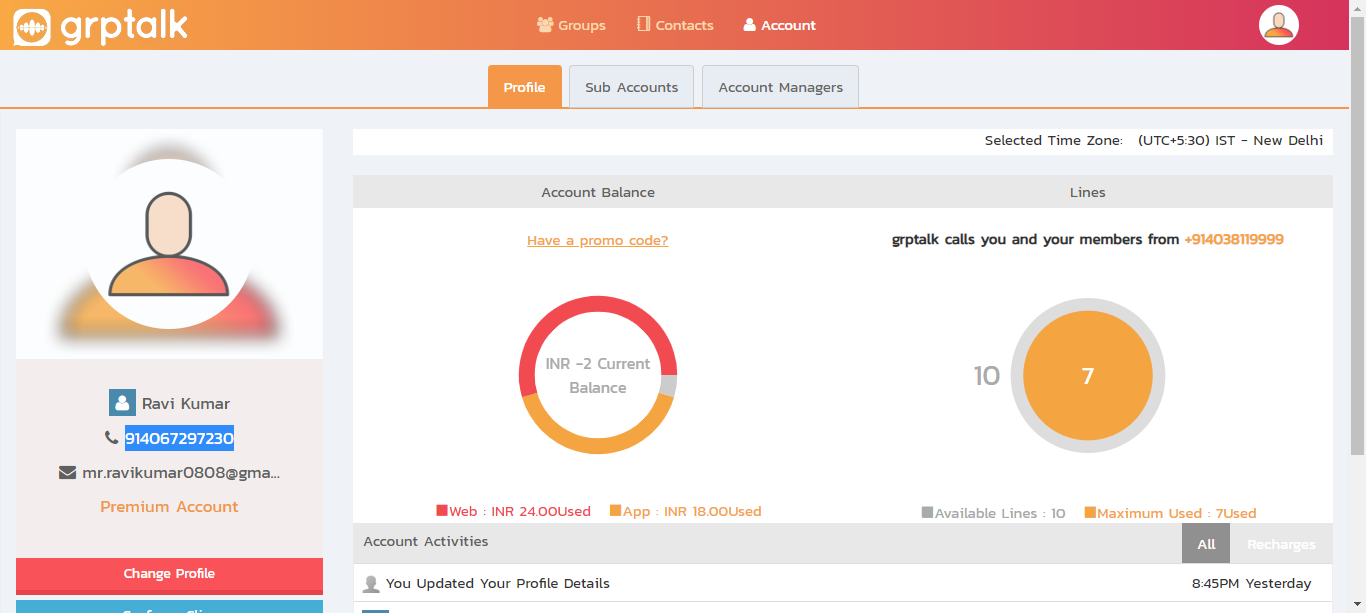 grptalk
Groups Contacts Account
Profile Sub Accounts Account Managers
Selected Time Zone: (UTC+5:30) IST - New Delhi
Account Balance Lines
Have a promo code? grptalk calls you and your members from +914038119999
INR -2 Current
Balance
10 7
Ravi Kumar
914067297230
mr.ravikumar0808@gma...
Premium Account
Web : INR 24.00Used App : INR 18.00Used Available Lines : 10 Maximum Used : 7Used
Account Activities All Recharges
Change Profile
You Updated Your Profile Details 8:45PM Yesterday